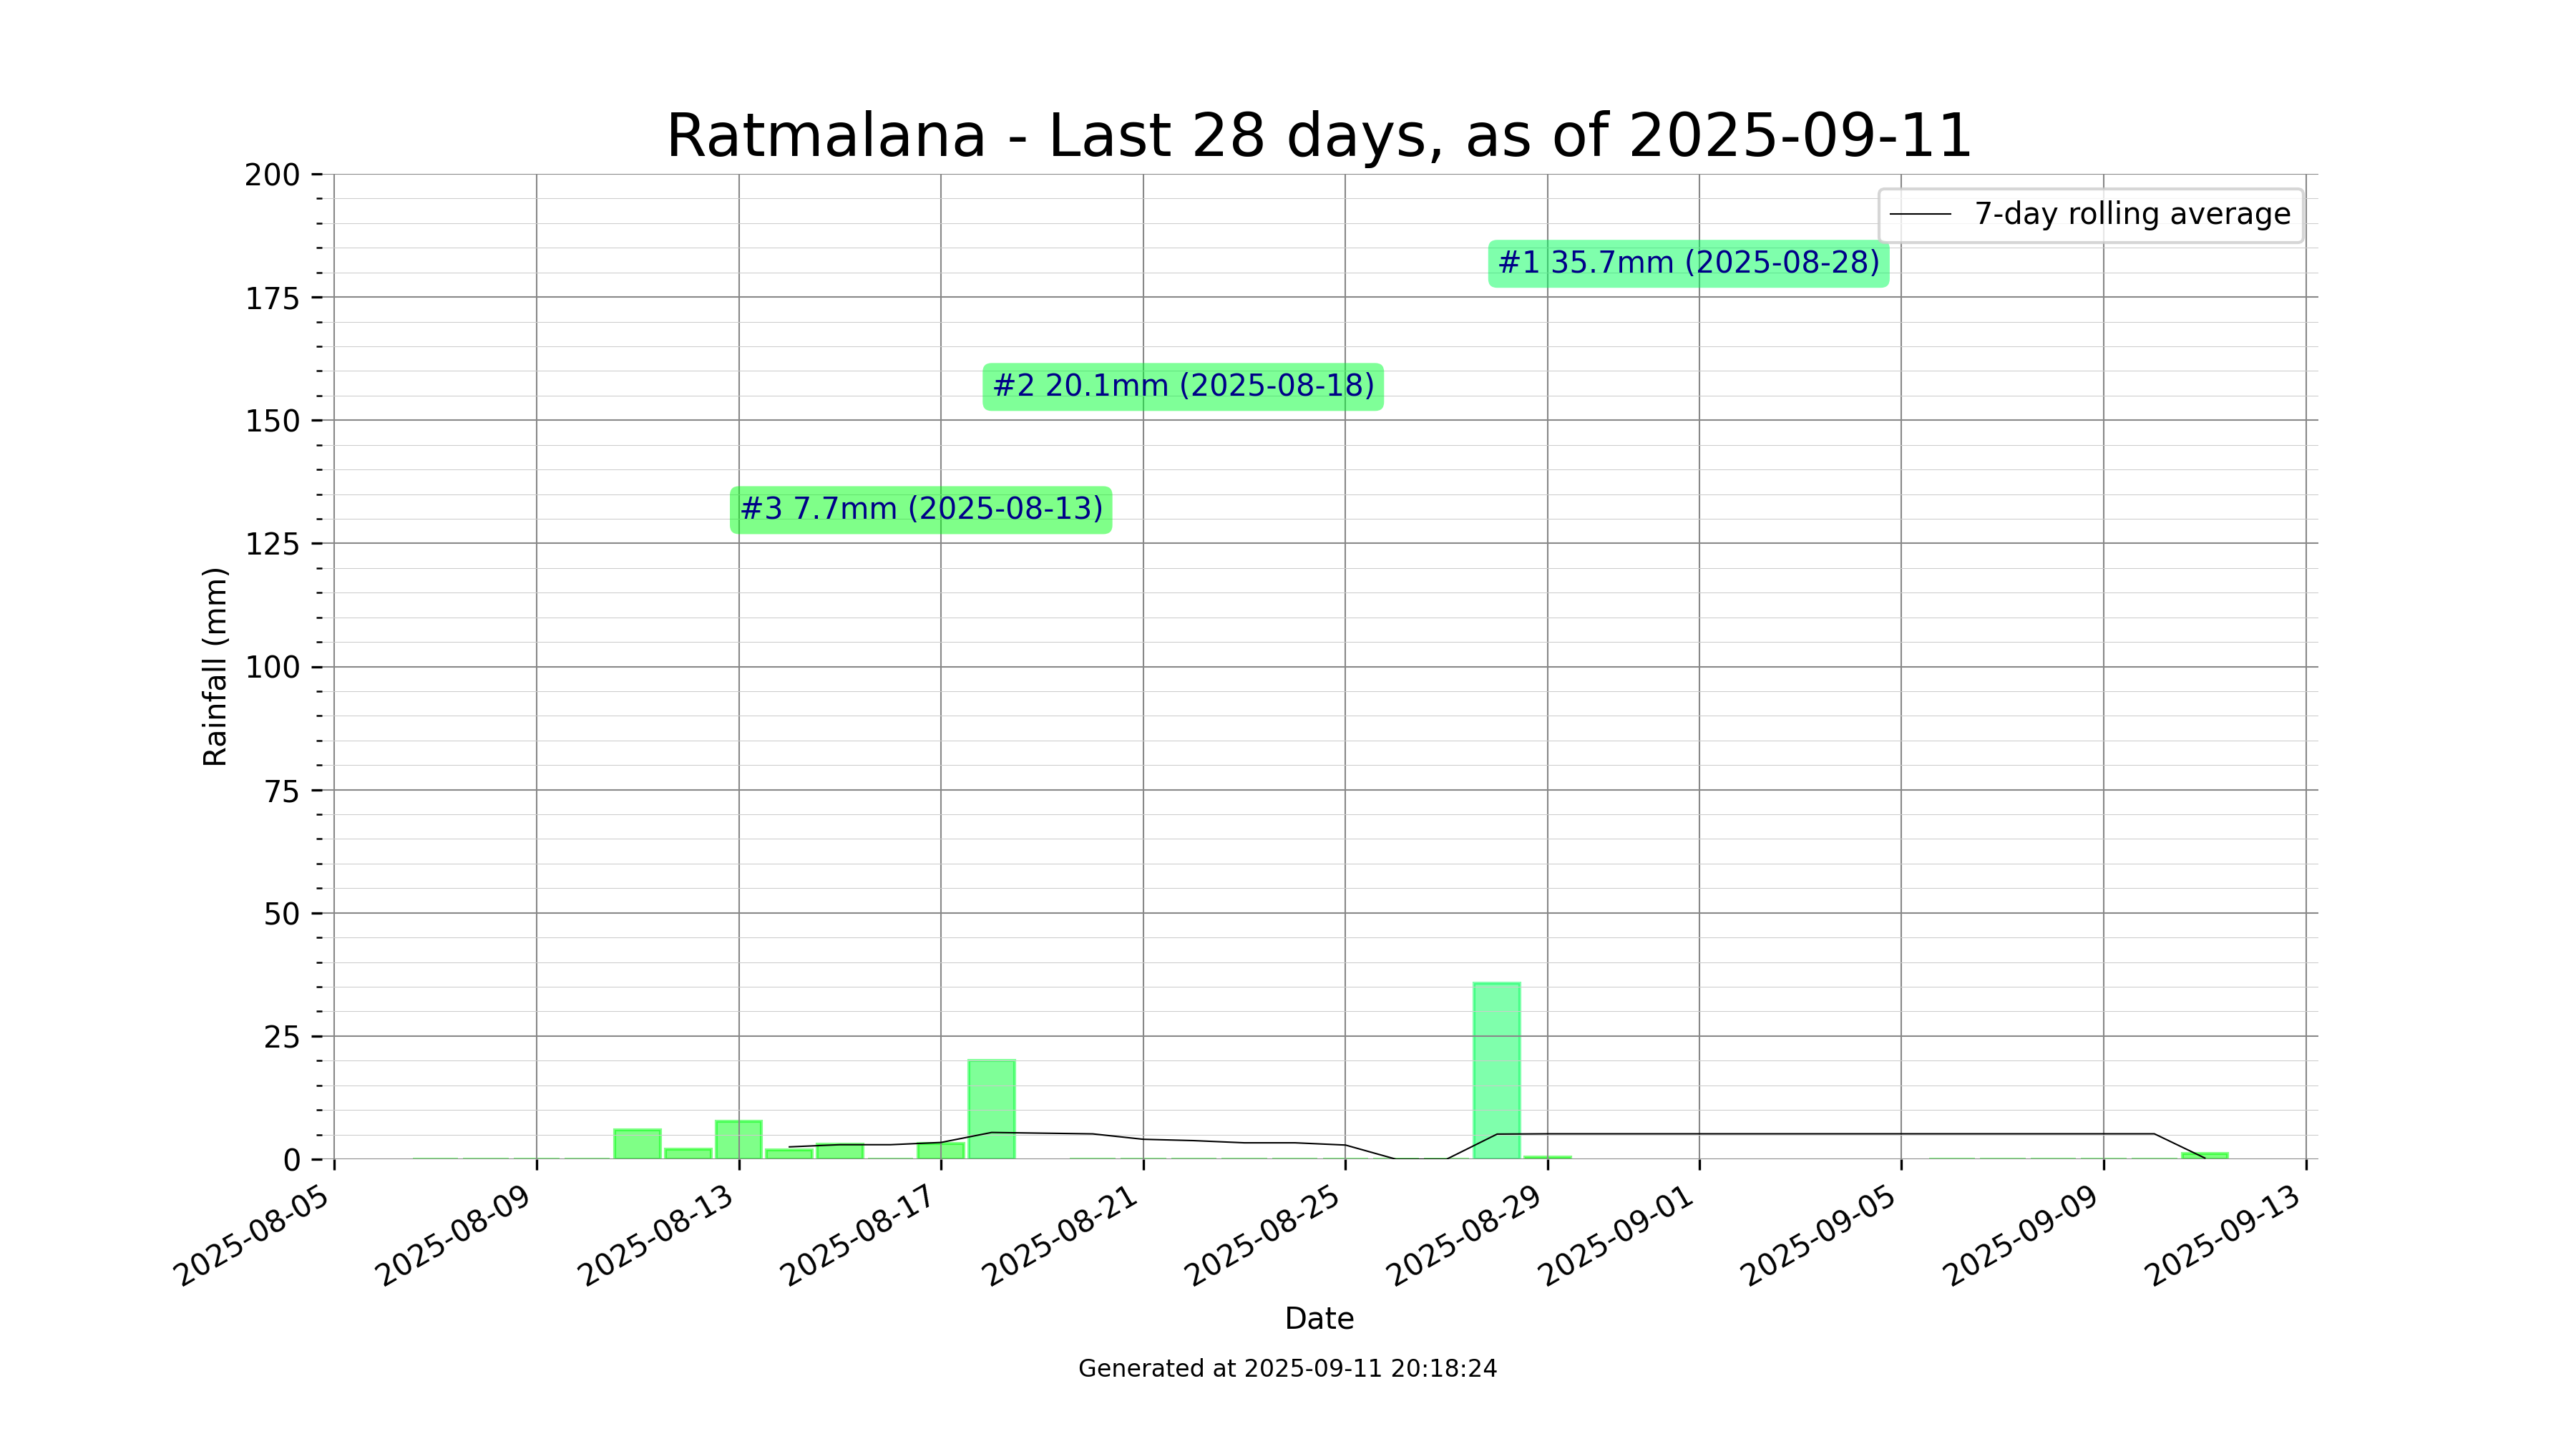 Ratmalana - Last 28 days, as of 2025-09-11
7-day rolling average
#1 35.7mm (2025-08-28)
#2 20.1mm (2025-08-18)
#3 7.7mm (2025-08-13)
Rainfall (mm)
200
175
150
125
100
75
50
25
0
2025-08-05
2025-08-09
2025-08-13
2025-08-17
2025-08-21
2025-08-25
2025-08-29
2025-09-01
2025-09-05
2025-09-09
2025-09-13
Date
Generated at 2025-09-11 20:18:24